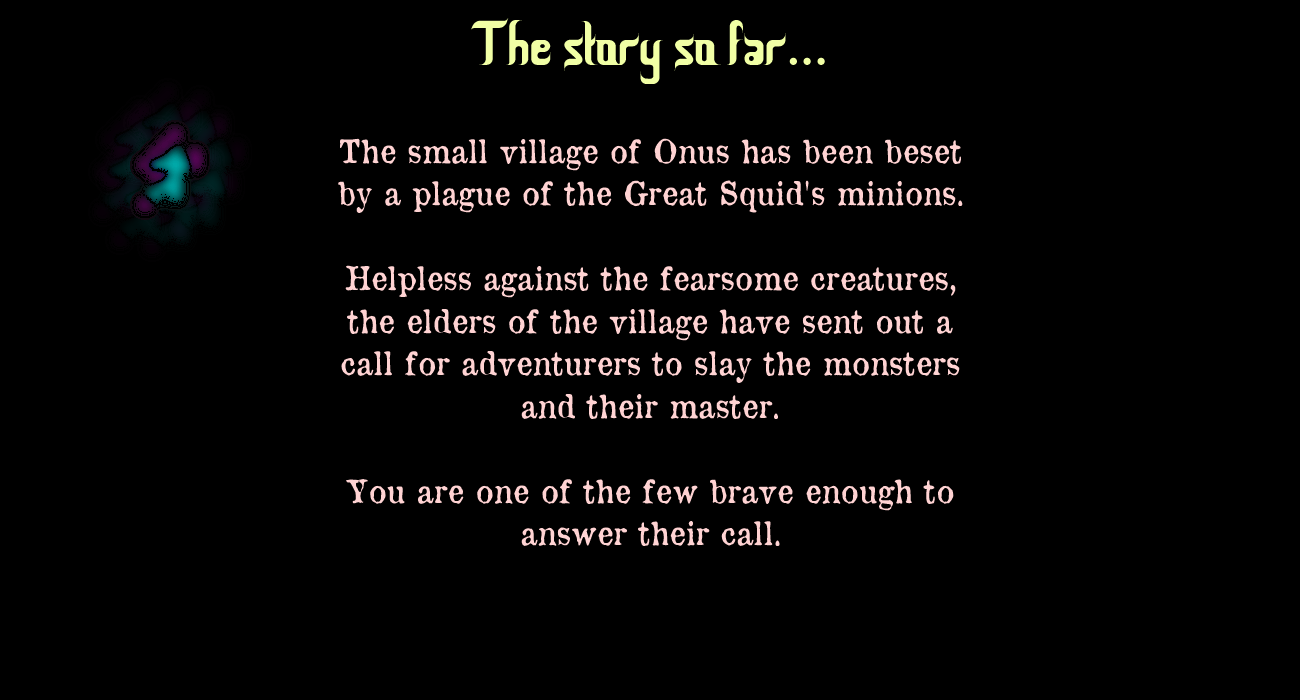 The story so far...
The small village of Onus has been beset
by a plague of the Great Squid's minions.
Helpless against the fearsome creatures,
the elders of the village have sent out a
call for adventurers to slay the monsters
and their master.
You are one of the few brave enough to
answer their call.